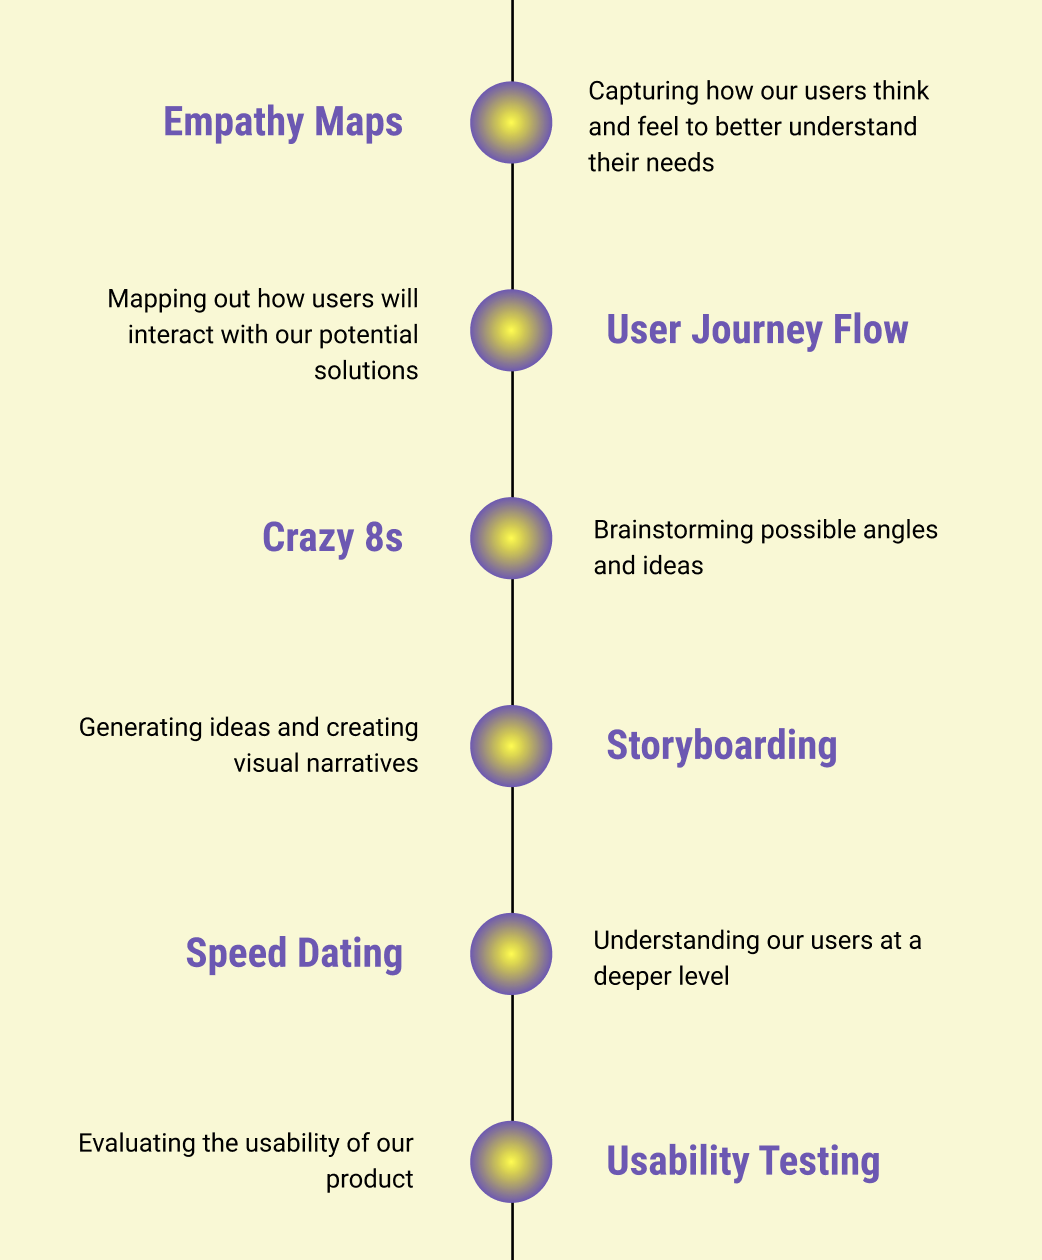 Empathy Maps
Capturing how our users think
and feel to better understand
their needs
Mapping out how users will
interact with our potential
solutions
User Journey Flow
Crazy 8s
Brainstorming possible angles
and ideas
Generating ideas and creating
visual narratives
Storyboarding
Speed Dating
Understanding our users at a
deeper level
Evaluating the usability of our
product
Usability Testing